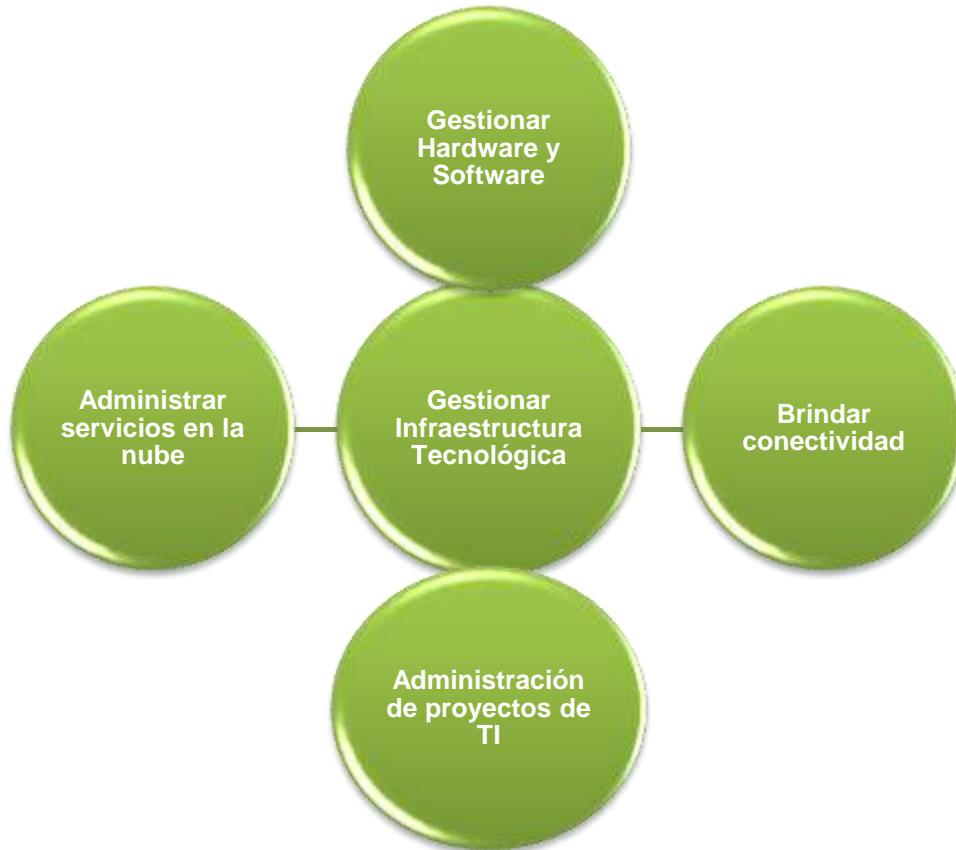 Gestionar
Hardware y
Software
Administrar
servicios en la
nube
Gestionar
Infraestructura
Tecnológica
Brindar
conectividad
Administración
de proyectos de
TI